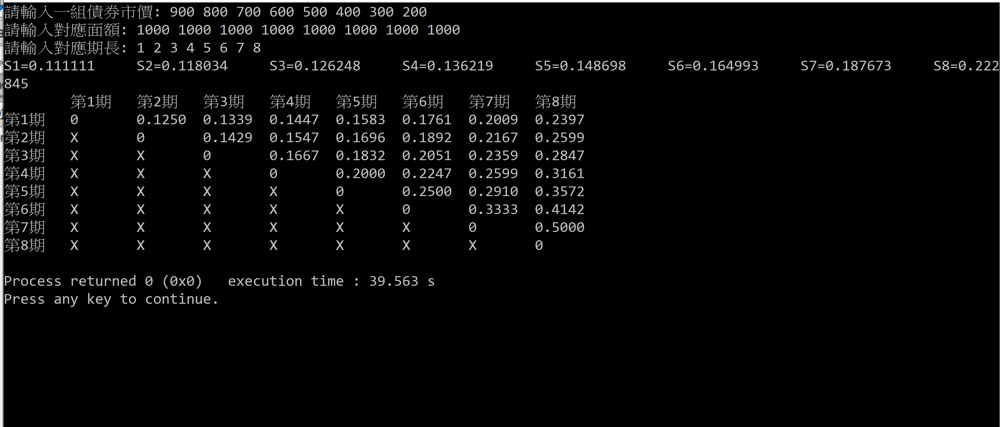 請輸入一組債券市價: 900 800 700 600 500 400 300 200
請輸入對應面額: 1000 1000 1000 1000 1000 1000 1000 1000
請輸入對應期長: 1 2 3 4 5 6 7 8
S1=0.111111 S2=0.118034 S3=0.126248 S4=0.136219 S5=0.148698 S6=0.164993 S7=0.187673 S8=0.222
845
第1期 第2期 第3期 第4期 第5期 第6期 第7期 第8期
第1期 0 0.1250 0.1339 0.1447 0.1583 0.1761 0.2009 0.2397
第2期 X 0 0.1429 0.1547 0.1696 0.1892 0.2167 0.2599
第3期 X X 0 0.1667 0.1832 0.2051 0.2359 0.2847
第4期 X X X 0 0.2000 0.2247 0.2599 0.3161
第5期 X X X X 0 0.2500 0.2910 0.3572
第6期 X X X X X 0 0.3333 0.4142
第7期 X X X X X X 0 0.5000
第8期 X X X X X X X 0
Process returned 0 (0x0) execution time : 39.563 s
Press any key to continue.